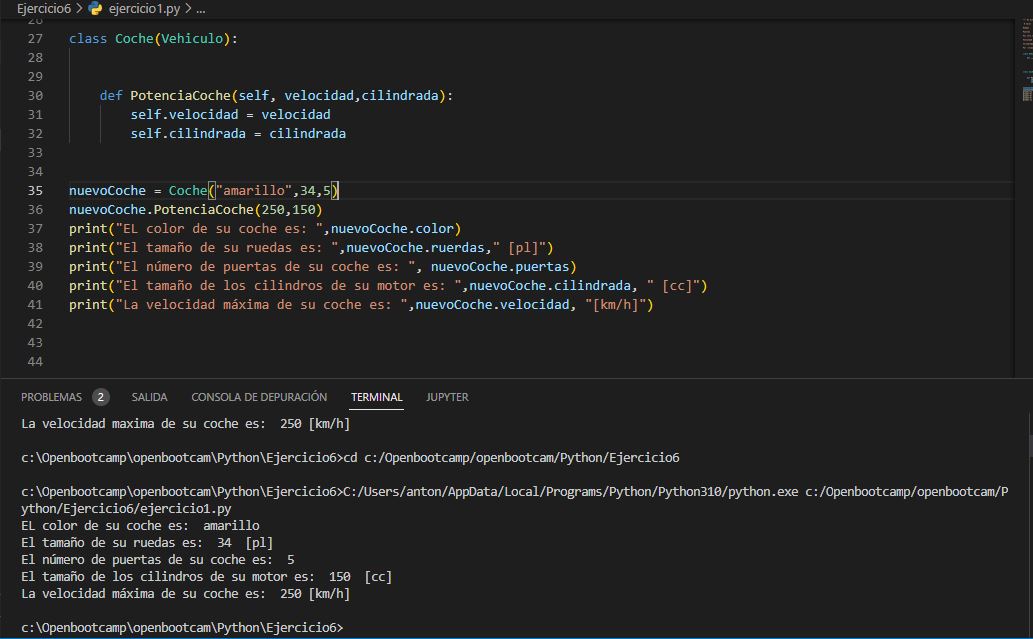 Ejercicio6 > ejercicio1.py > ...
26
27 class Coche(Vehiculo):
28
29
30 def PotenciaCoche(self, velocidad,cilindrada):
31 self.velocidad = velocidad
32 self.cilindrada = cilindrada
33
34
35 nuevoCoche = Coche("amarillo",34,5)
36 nuevoCoche.PotenciaCoche(250,150)
37 print("EL color de su coche es: ",nuevoCoche.color)
38 print("El tamaño de su ruedas es: ",nuevoCoche.ruerdas," [pl]")
39 print("El número de puertas de su coche es: ", nuevoCoche.puertas)
40 print("El tamaño de los cilindros de su motor es: ",nuevoCoche.cilindrada, " [cc]")
41 print("La velocidad máxima de su coche es: ",nuevoCoche.velocidad, "[km/h]")
42
43
44
PROBLEMAS 2 SALIDA CONSOLA DE DEPURACIÓN TERMINAL JUPYTER
La velocidad maxima de su coche es:  250 [km/h]
c:\Openbootcamp\openbootcam\Python\Ejercicio6>cd c:/Openbootcamp/openbootcam/Python/Ejercicio6
c:\Openbootcamp\openbootcam\Python\Ejercicio6>C:/Users/anton/AppData/Local/Programs/Python/Python310/python.exe c:/Openbootcamp/openbootcam/P
ython/Ejercicio6/ejercicio1.py
EL color de su coche es:  amarillo
El tamaño de su ruedas es:  34  [pl]
El número de puertas de su coche es:  5
El tamaño de los cilindros de su motor es:  150  [cc]
La velocidad máxima de su coche es:  250 [km/h]
c:\Openbootcamp\openbootcam\Python\Ejercicio6>